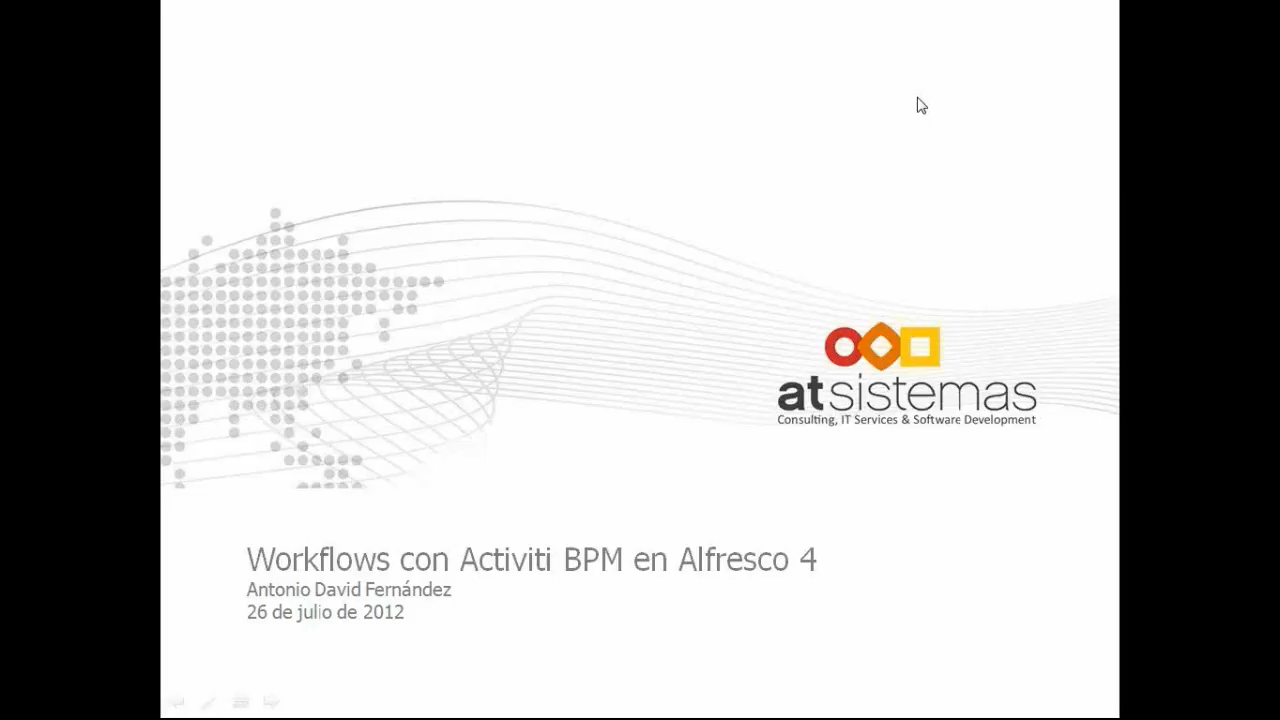 atsistemas
Consulting, IT Services & Software Development
Workflows con Activiti BPM en Alfresco 4
Antonio David Fernández
26 de julio de 2012